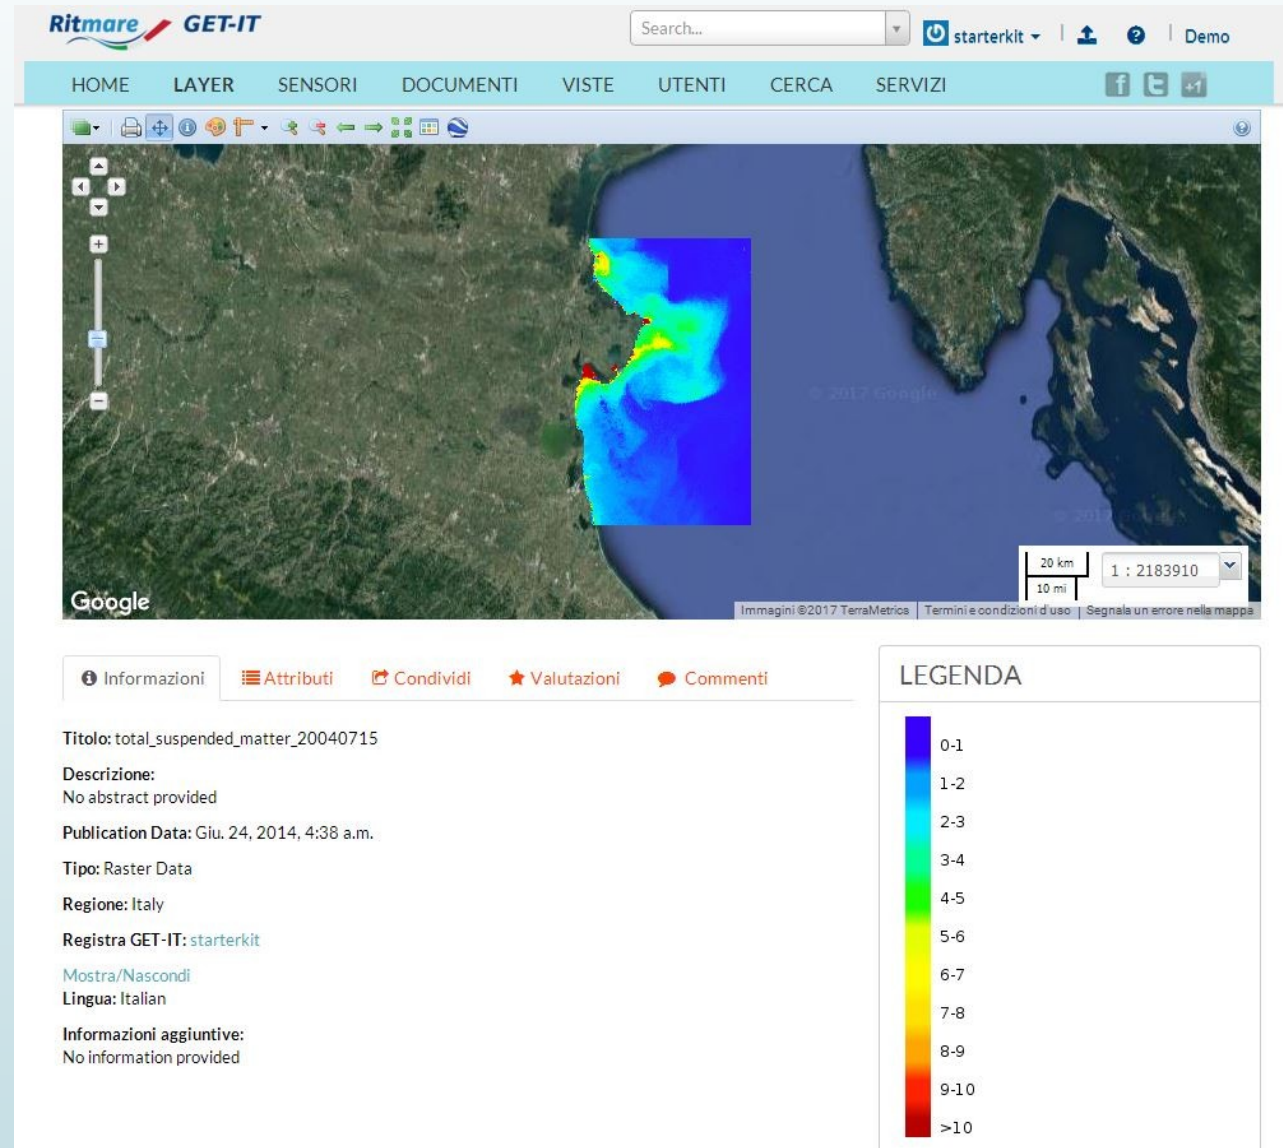 Ritmare GET-IT
Search...
starterkit
Demo
HOME LAYER SENSORI DOCUMENTI VISTE UTENTI CERCA SERVIZI
+1
© 2017 Google
20 km
10 mi
1 : 2183910
Google
Immagini ©2017 TerraMetrics
Termini e condizioni d'uso
Segnala un errore nella mappa
Informazioni Attributi Condividi Valutazioni Commenti
Titolo: total_suspended_matter_20040715
Descrizione:
No abstract provided
Publication Data: Giu. 24, 2014, 4:38 a.m.
Tipo: Raster Data
Regione: Italy
Registra GET-IT: starterkit
Mostra/Nascondi
Lingua: Italian
Informazioni aggiuntive:
No information provided
LEGENDA
0-1
1-2
2-3
3-4
4-5
5-6
6-7
7-8
8-9
9-10
>10